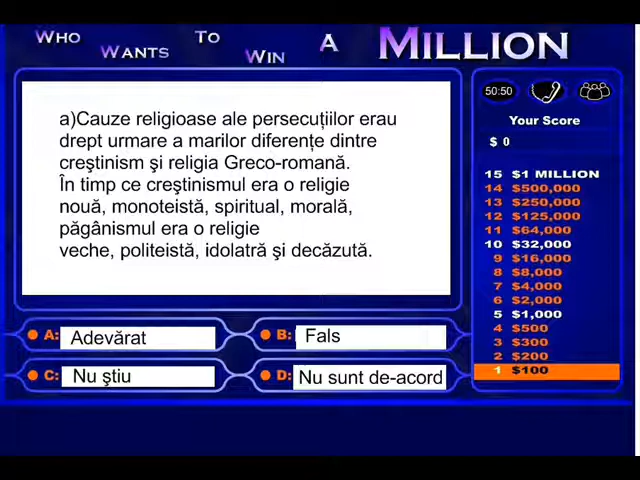 WHO WANTS TO WIN A MILLION
a)Cauze religioase ale persecuțiilor erau
drept urmare a marilor diferențe dintre
creştinism şi religia Greco-romană.
În timp ce creştinismul era o religie
nouă, monoteistă, spirituală, morală,
păgânismul era o religie
veche, politeistă, idolatră şi decăzută.
A: Adevărat
B: Fals
C: Nu ştiu
D: Nu sunt de-acord
50:50
Your Score
$ 0
15 $1 MILLION
14 $500,000
13 $250,000
12 $125,000
11 $64,000
10 $32,000
9 $16,000
8 $8,000
7 $4,000
6 $2,000
5 $1,000
4 $500
3 $300
2 $200
1 $100